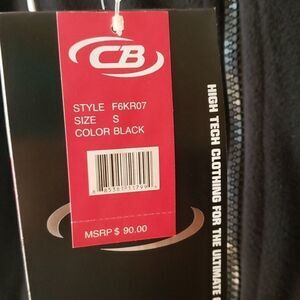 CB
STYLE F6KR07
SIZE S
COLOR BLACK
MSRP $ 90.00
HIGH TECH CLOTHING FOR THE ULTIMATE